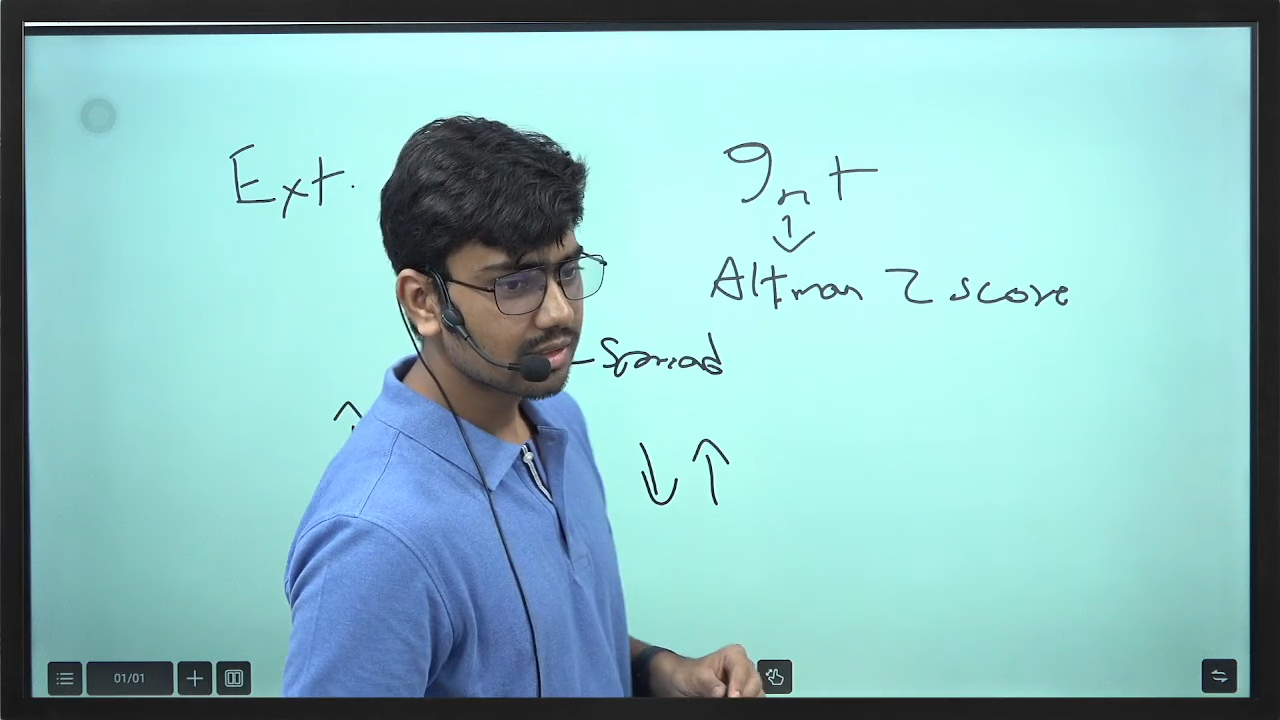 Ext.
Int
Altman Z score
- Spread
01/01